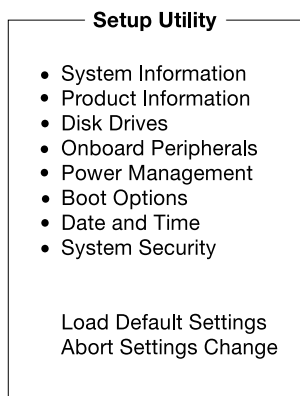 Setup Utility
• System Information
• Product Information
• Disk Drives
• Onboard Peripherals
• Power Management
• Boot Options
• Date and Time
• System Security
Load Default Settings
Abort Settings Change